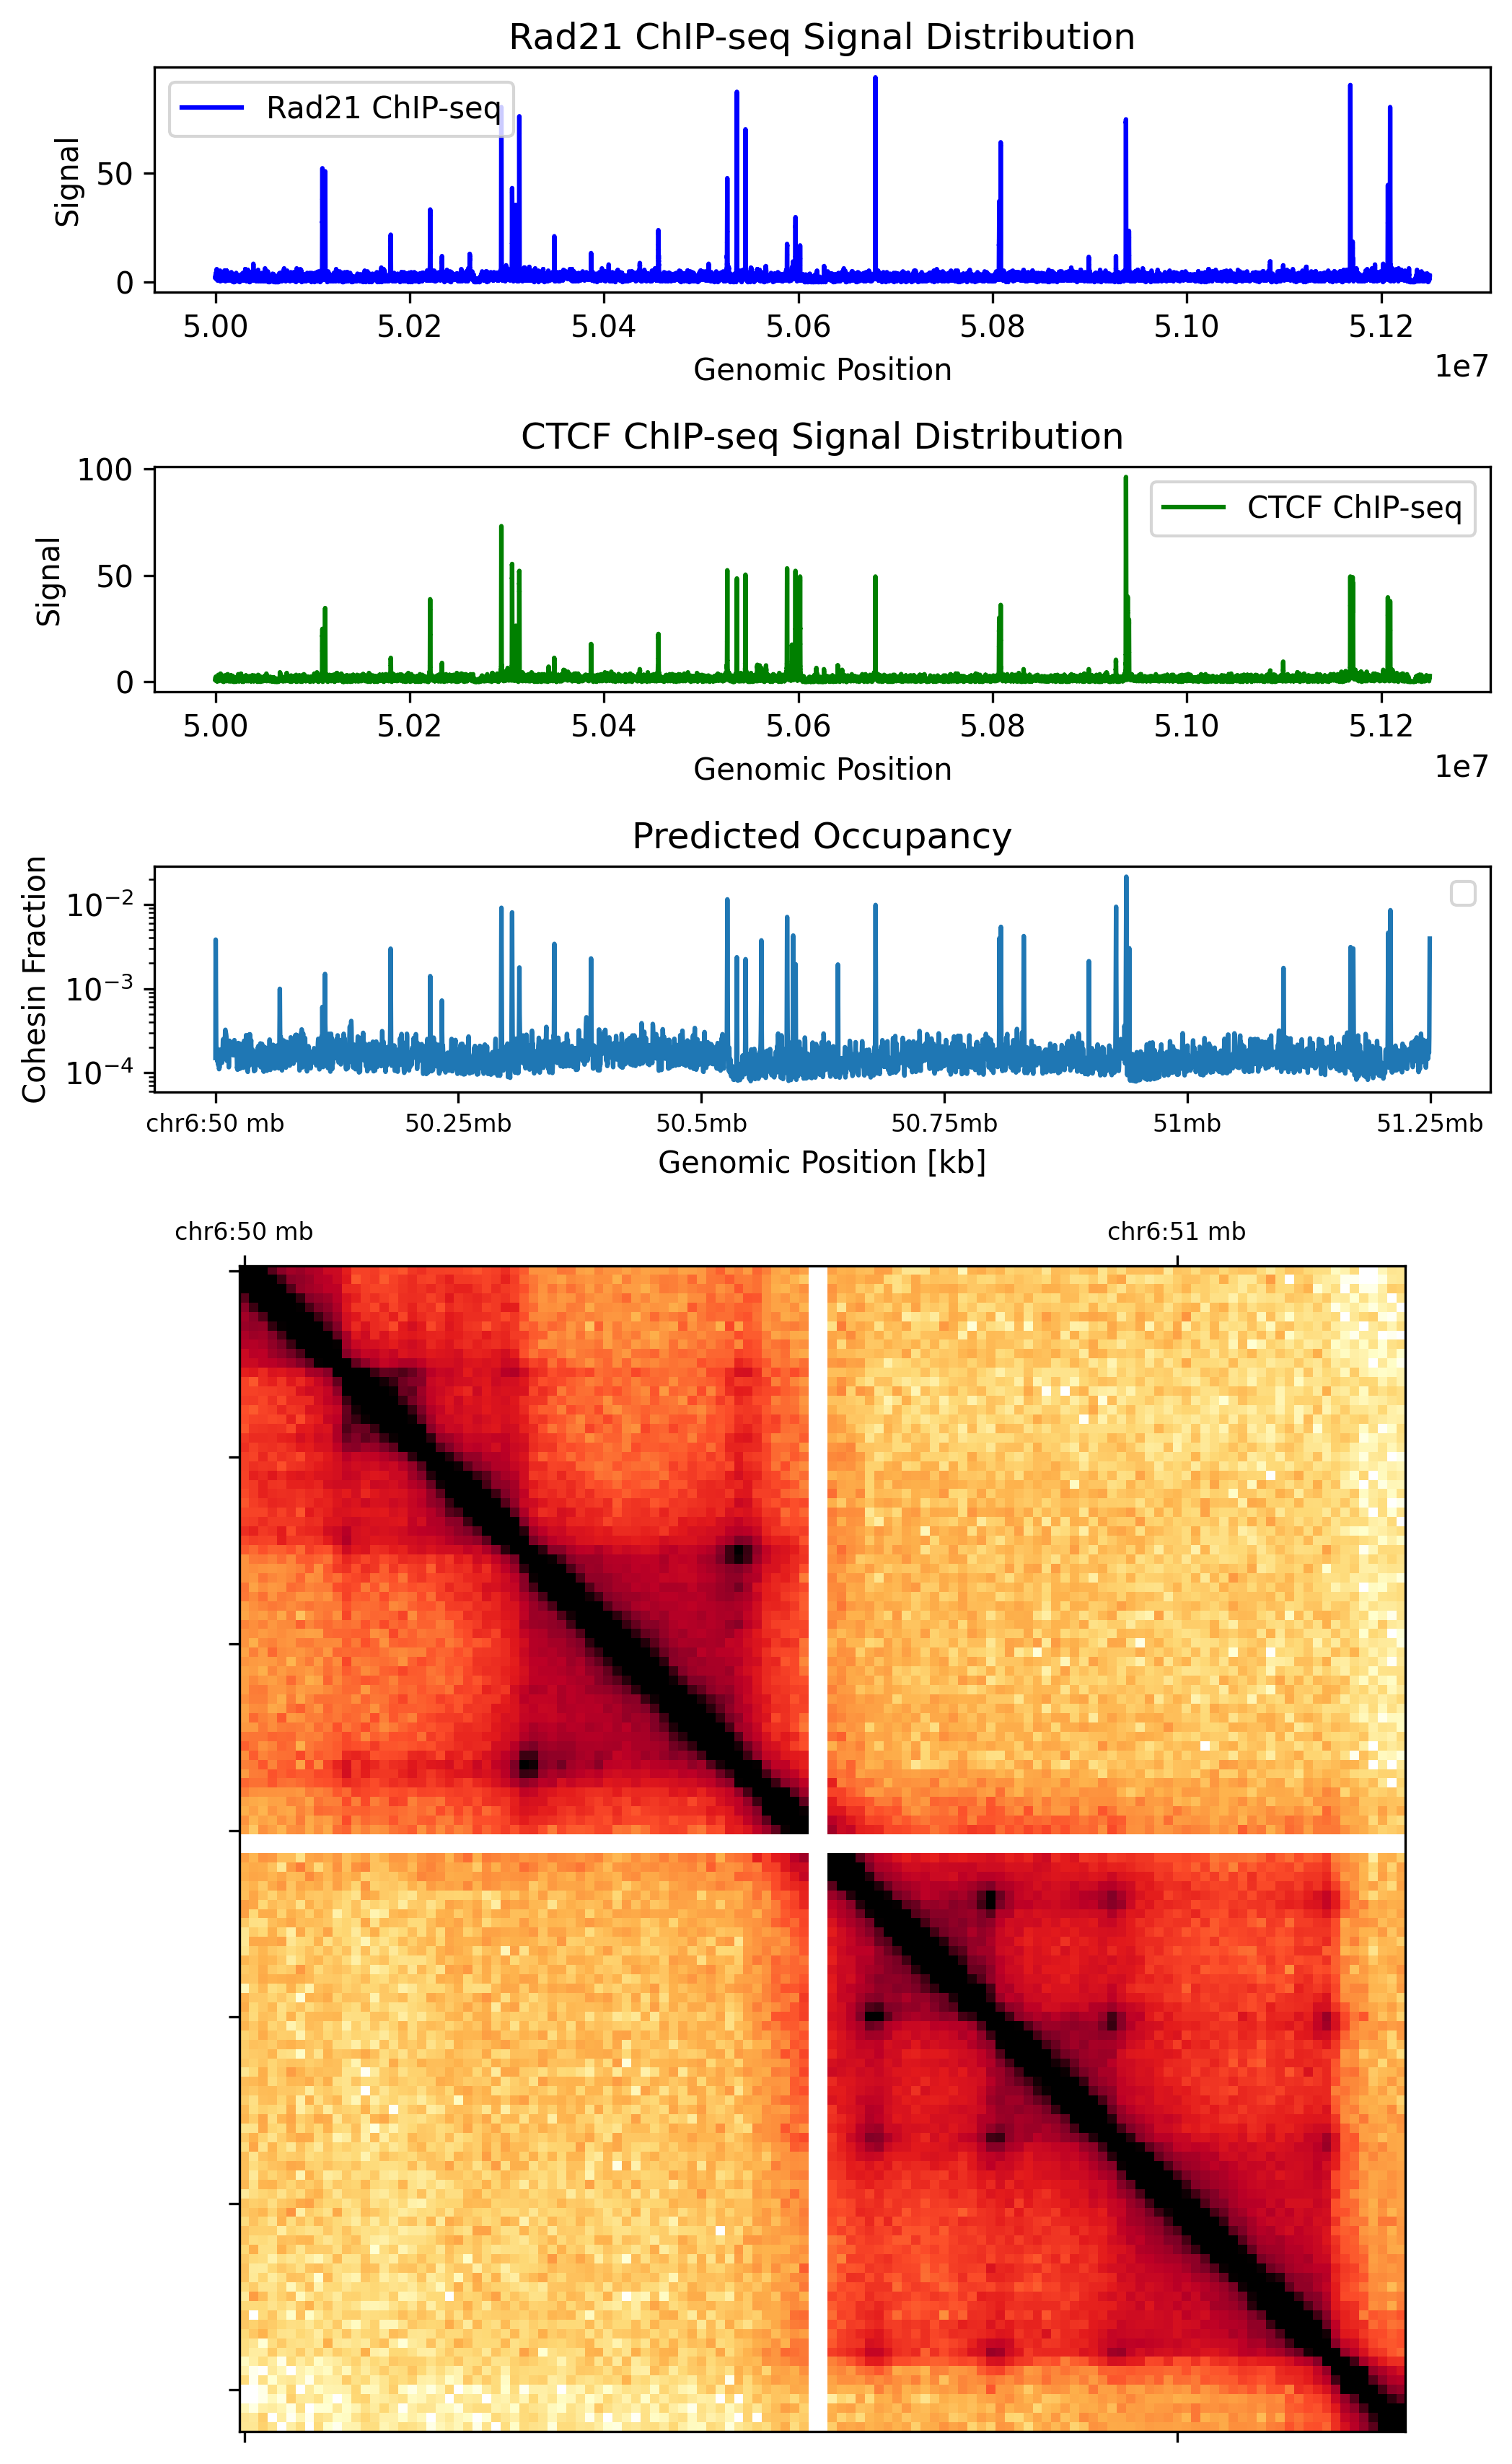 Rad21 ChIP-seq Signal Distribution
Rad21 ChIP-seq
Signal
50
0
5.00 5.02 5.04 5.06 5.08 5.10 5.12
1e7
Genomic Position
CTCF ChIP-seq Signal Distribution
CTCF ChIP-seq
Signal
100
50
0
5.00 5.02 5.04 5.06 5.08 5.10 5.12
1e7
Genomic Position
Predicted Occupancy
Cohesin Fraction
10⁻²
10⁻³
10⁻⁴
chr6:50 mb 50.25mb 50.5mb 50.75mb 51mb 51.25mb
Genomic Position [kb]
chr6:50 mb chr6:51 mb